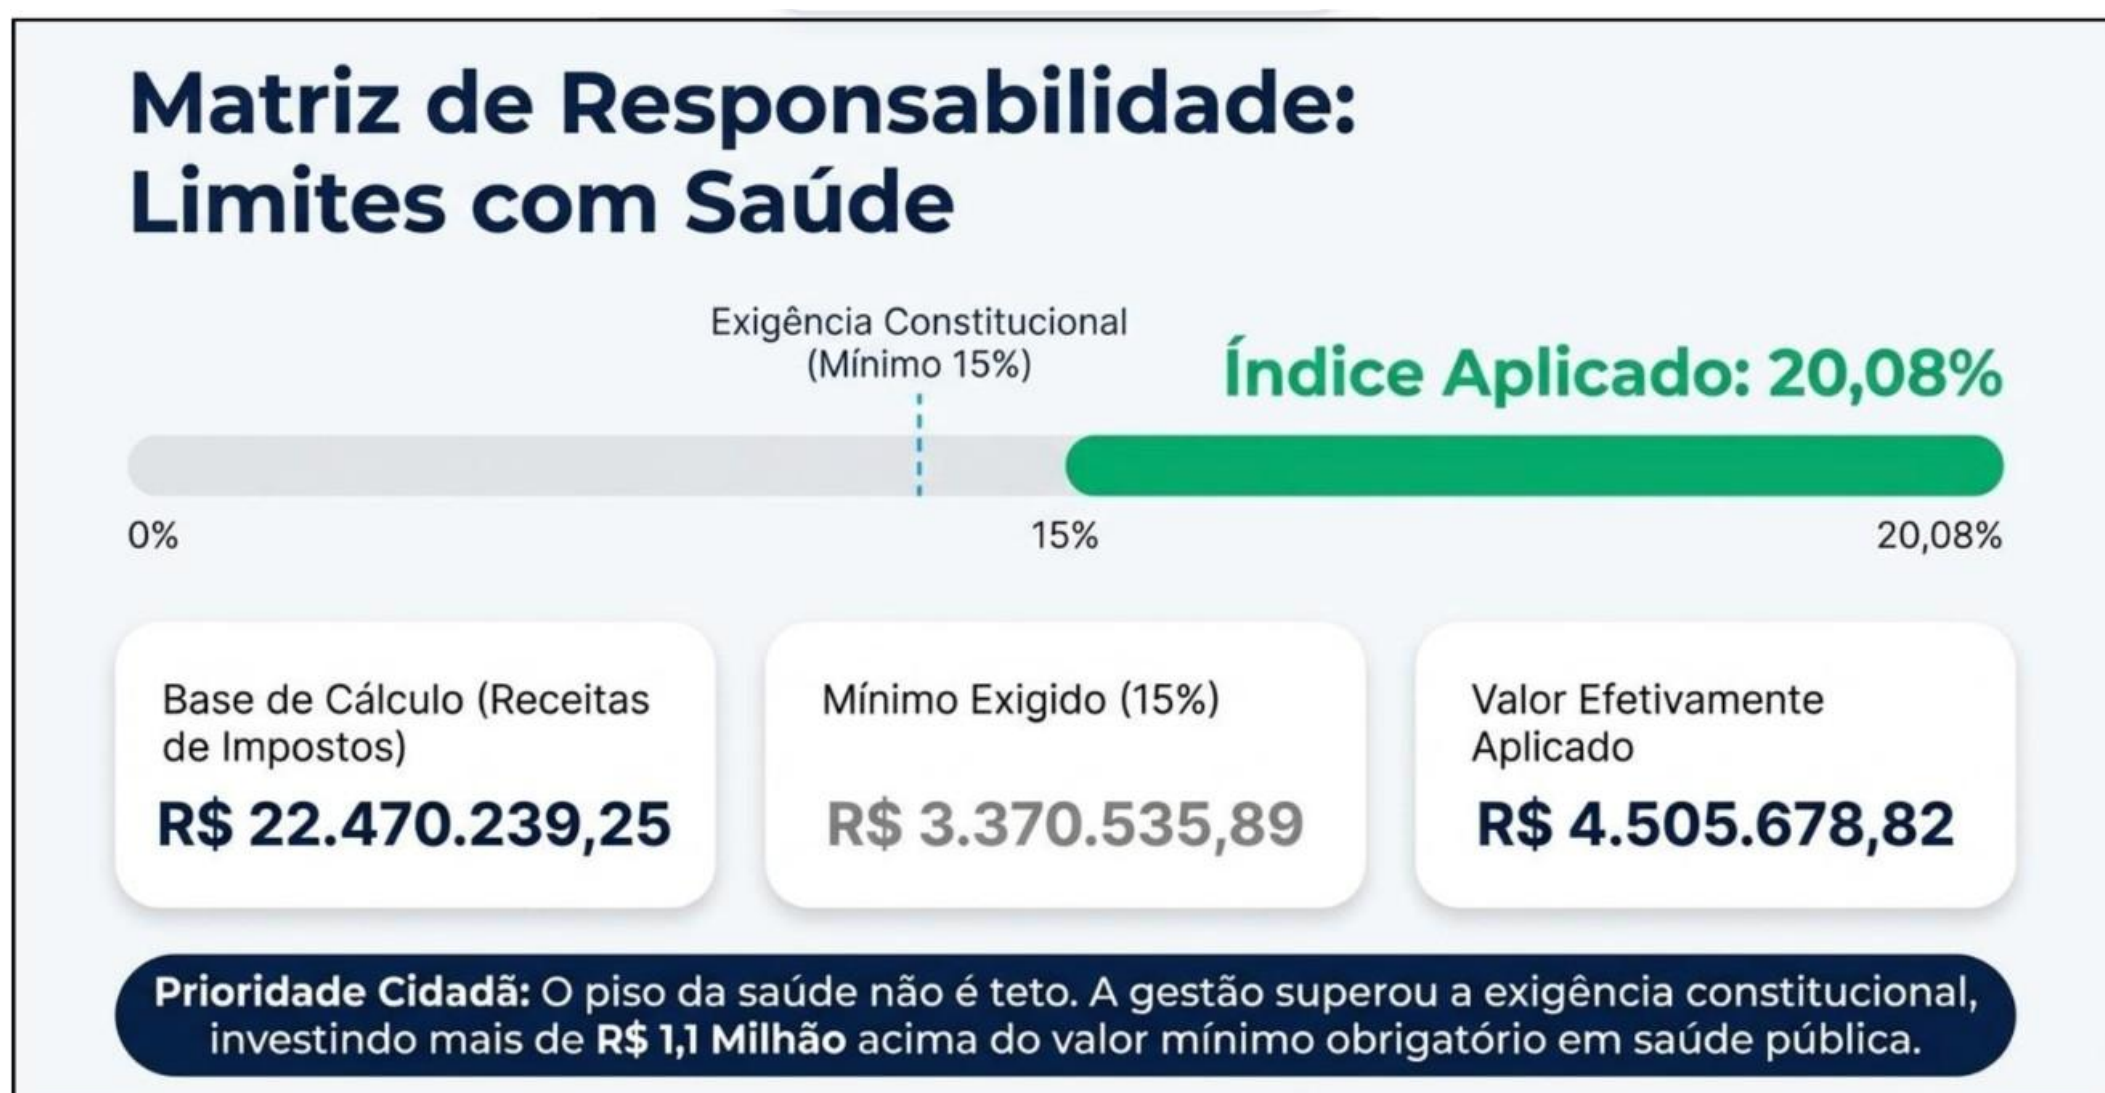 Matriz de Responsabilidade:
Limites com Saúde
Exigência Constitucional
(Mínimo 15%)
Índice Aplicado: 20,08%
0%
15%
20,08%
Base de Cálculo (Receitas
de Impostos)
R$ 22.470.239,25
Mínimo Exigido (15%)
R$ 3.370.535,89
Valor Efetivamente
Aplicado
R$ 4.505.678,82
Prioridade Cidadã: O piso da saúde não é teto. A gestão superou a exigência constitucional,
investindo mais de R$ 1,1 Milhão acima do valor mínimo obrigatório em saúde pública.